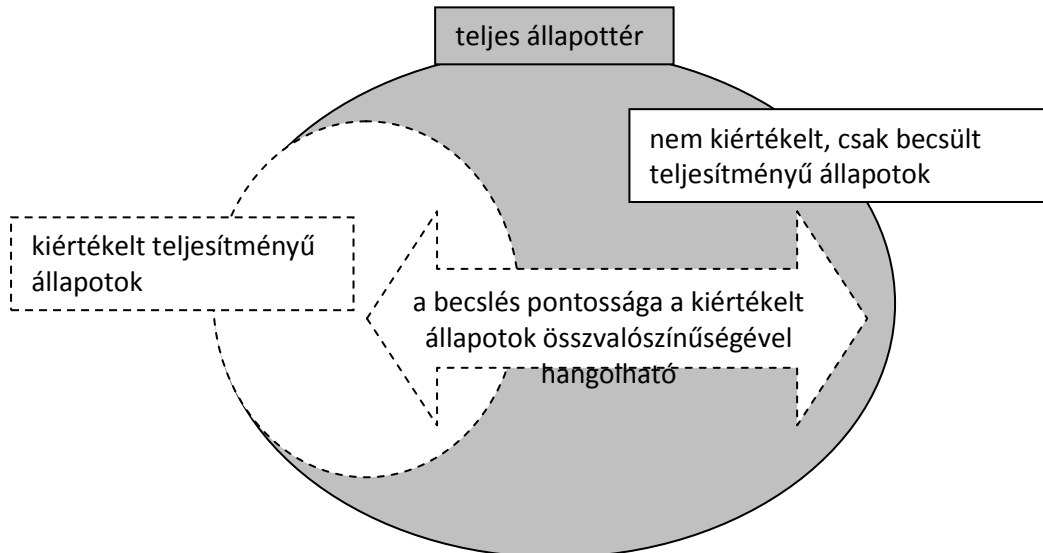 teljes állapottér
nem kiértékelt, csak becsült
teljesítményű állapotok
kiértékelt teljesítményű
állapotok
a becslés pontossága a kiértékelt
állapotok összvalószínűségével
hangolható